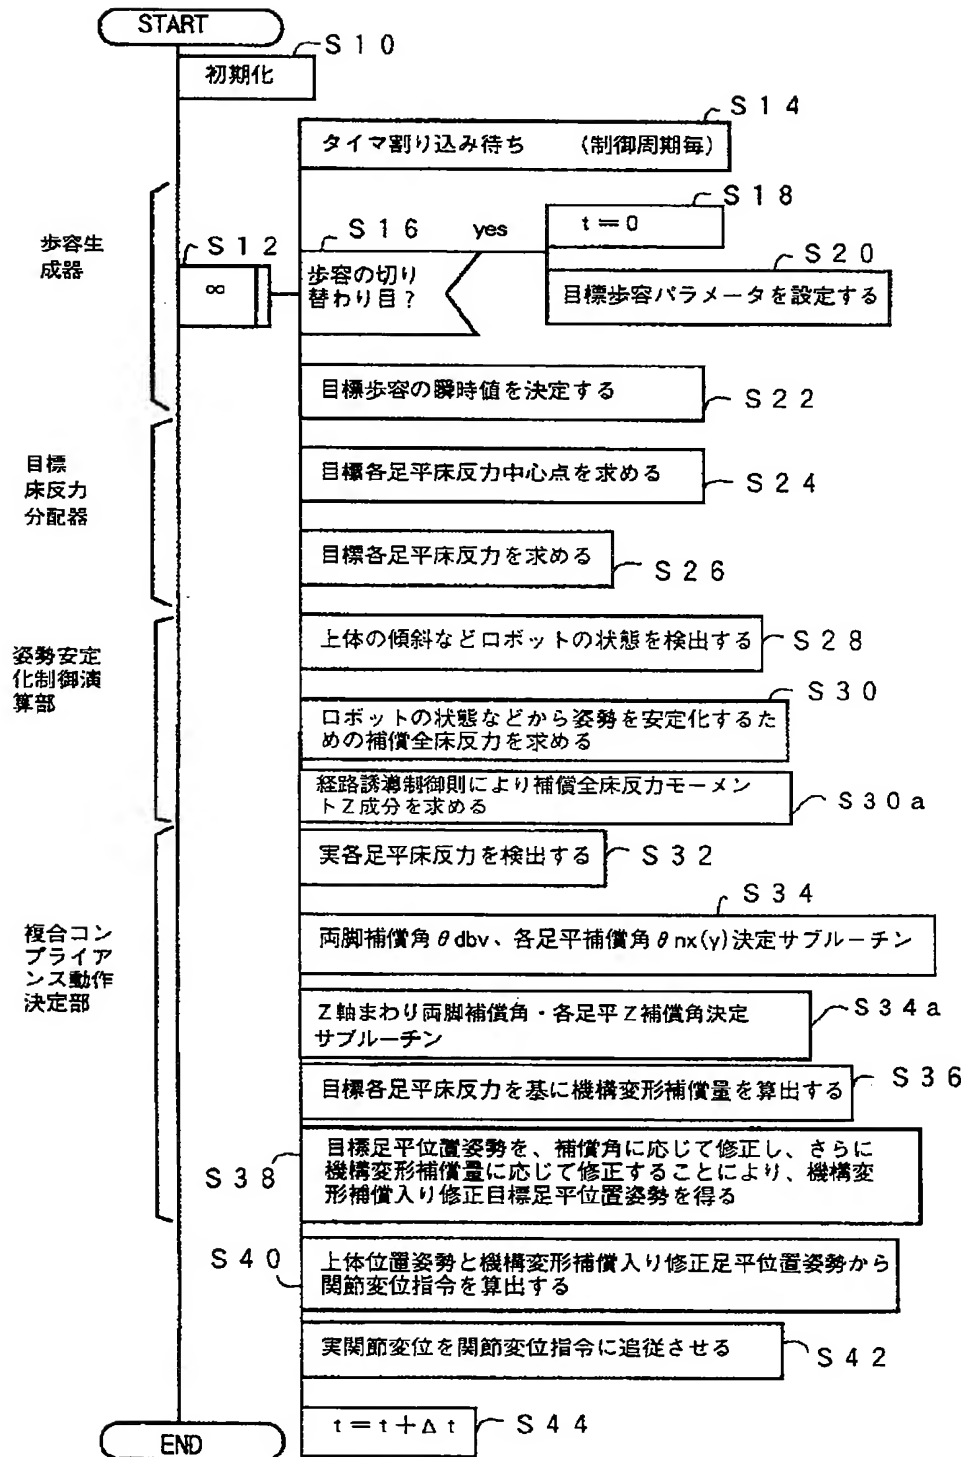 START
S10
初期化
S14
タイマ割り込み待ち (制御周期毎)
S18
t=0
S16
yes
S12
歩容生
成器
∞
歩容の切り
替わり目?
S20
目標歩容パラメータを設定する
目標歩容の瞬時値を決定する
S22
目標
床反力
分配器
目標各足平床反力中心点を求める
S24
目標各足平床反力を求める
S26
上体の傾斜などロボットの状態を検出する
S28
姿勢安定
化制御演
算部
S30
ロボットの状態などから姿勢を安定化するた
めの補償全床反力を求める
経路誘導制御則により補償全床反力モーメン
トZ成分を求める
S30a
実各足平床反力を検出する
S32
S34
複合コン
プライア
ンス動作
決定部
両脚補償角θdbv、各足平補償角θnx(y)決定サブルーチン
Z軸まわり両脚補償角・各足平Z補償角決定
サブルーチン
S34a
目標各足平床反力を基に機構変形補償量を算出する
S36
目標足平位置姿勢を、補償角に応じて修正し、さらに
機構変形補償量に応じて修正することにより、機構変
形補償入り修正目標足平位置姿勢を得る
S38
S40
上体位置姿勢と機構変形補償入り修正足平位置姿勢から
関節変位指令を算出する
実関節変位を関節変位指令に追従させる
S42
t=t+Δt
S44
END